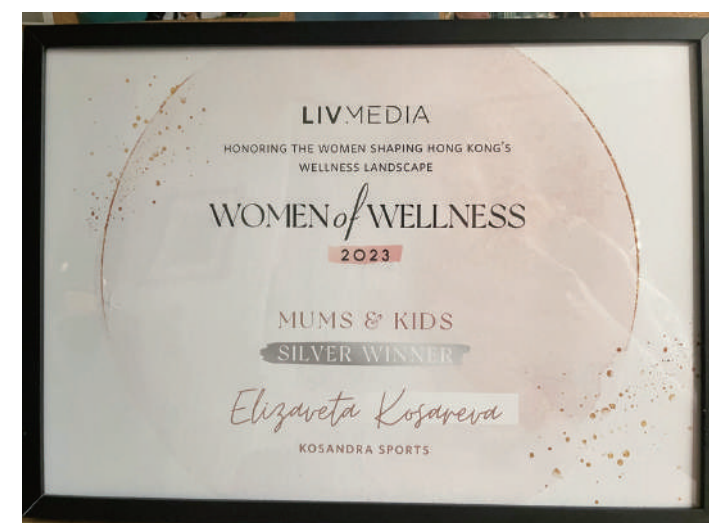 LIVMEDIA
HONORING THE WOMEN SHAPING HONG KONG'S
WELLNESS LANDSCAPE
WOMEN of WELLNESS
2023
MUMS & KIDS
SILVER WINNER
Elizaveta Kosareva
KOSANDRA SPORTS